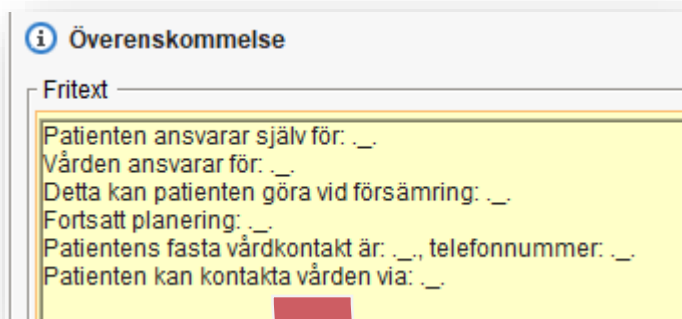 Överenskommelse
Fritext
Patienten ansvarar själv för: ._.
Vården ansvarar för: ._.
Detta kan patienten göra vid försämring: ._.
Fortsatt planering: ._.
Patientens fasta vårdkontakt är: ._., telefonnummer: ._.
Patienten kan kontakta vården via: ._.